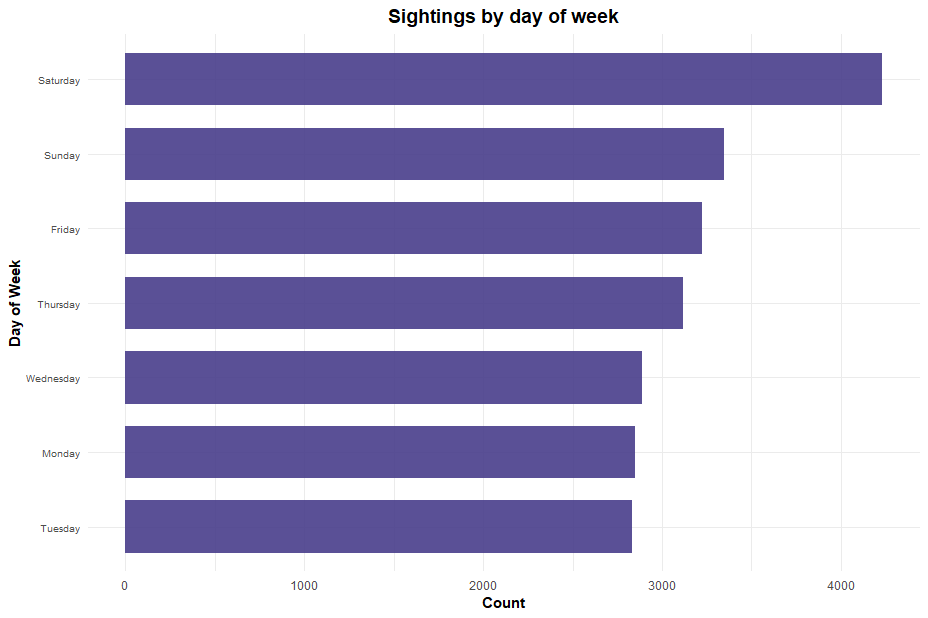 Sightings by day of week
Saturday
Sunday
Friday
Thursday
Wednesday
Monday
Tuesday
Day of Week
0 1000 2000 3000 4000
Count